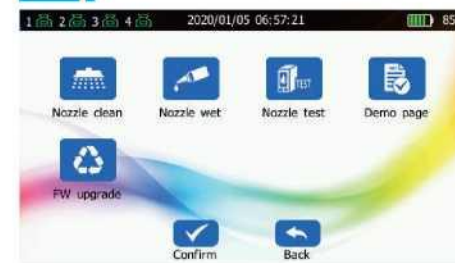 1 2 3 4 2020/01/05 06:57:21 85
TEST
Nozzle clean Nozzle wet Nozzle test Demo page
FW upgrade
Confirm Back